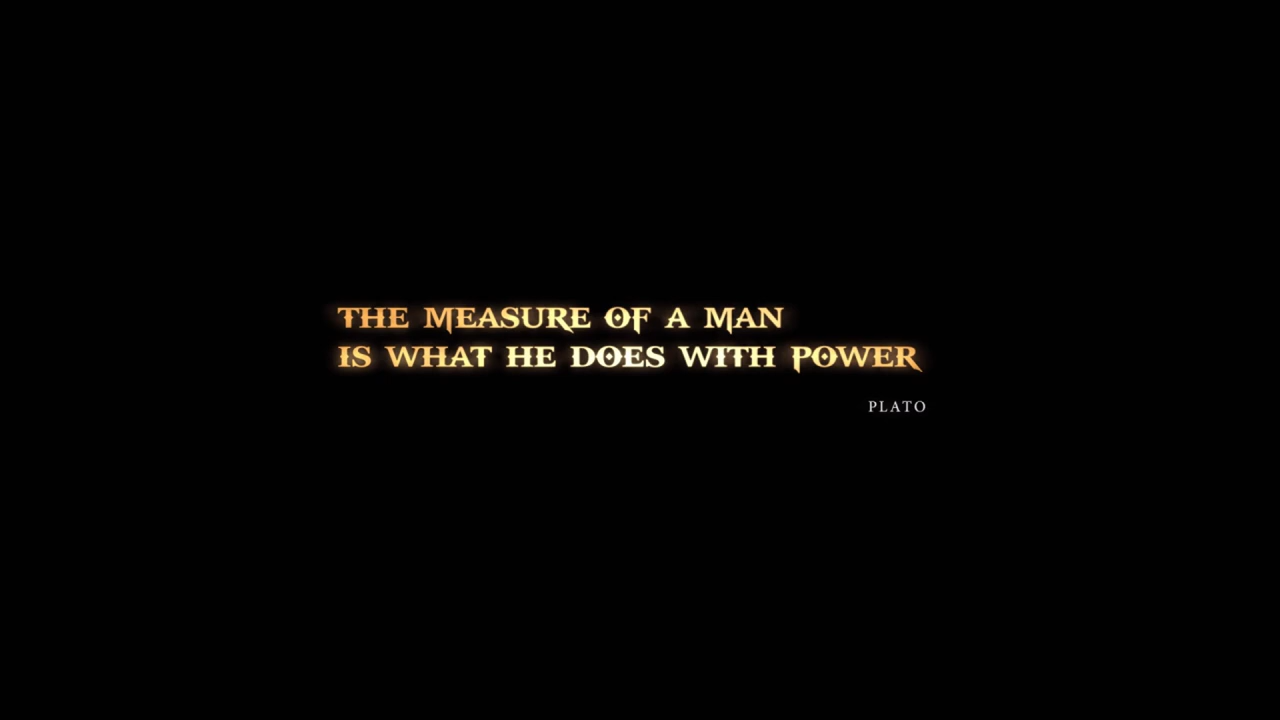 THE MEASURE OF A MAN
IS WHAT HE DOES WITH POWER
PLATO